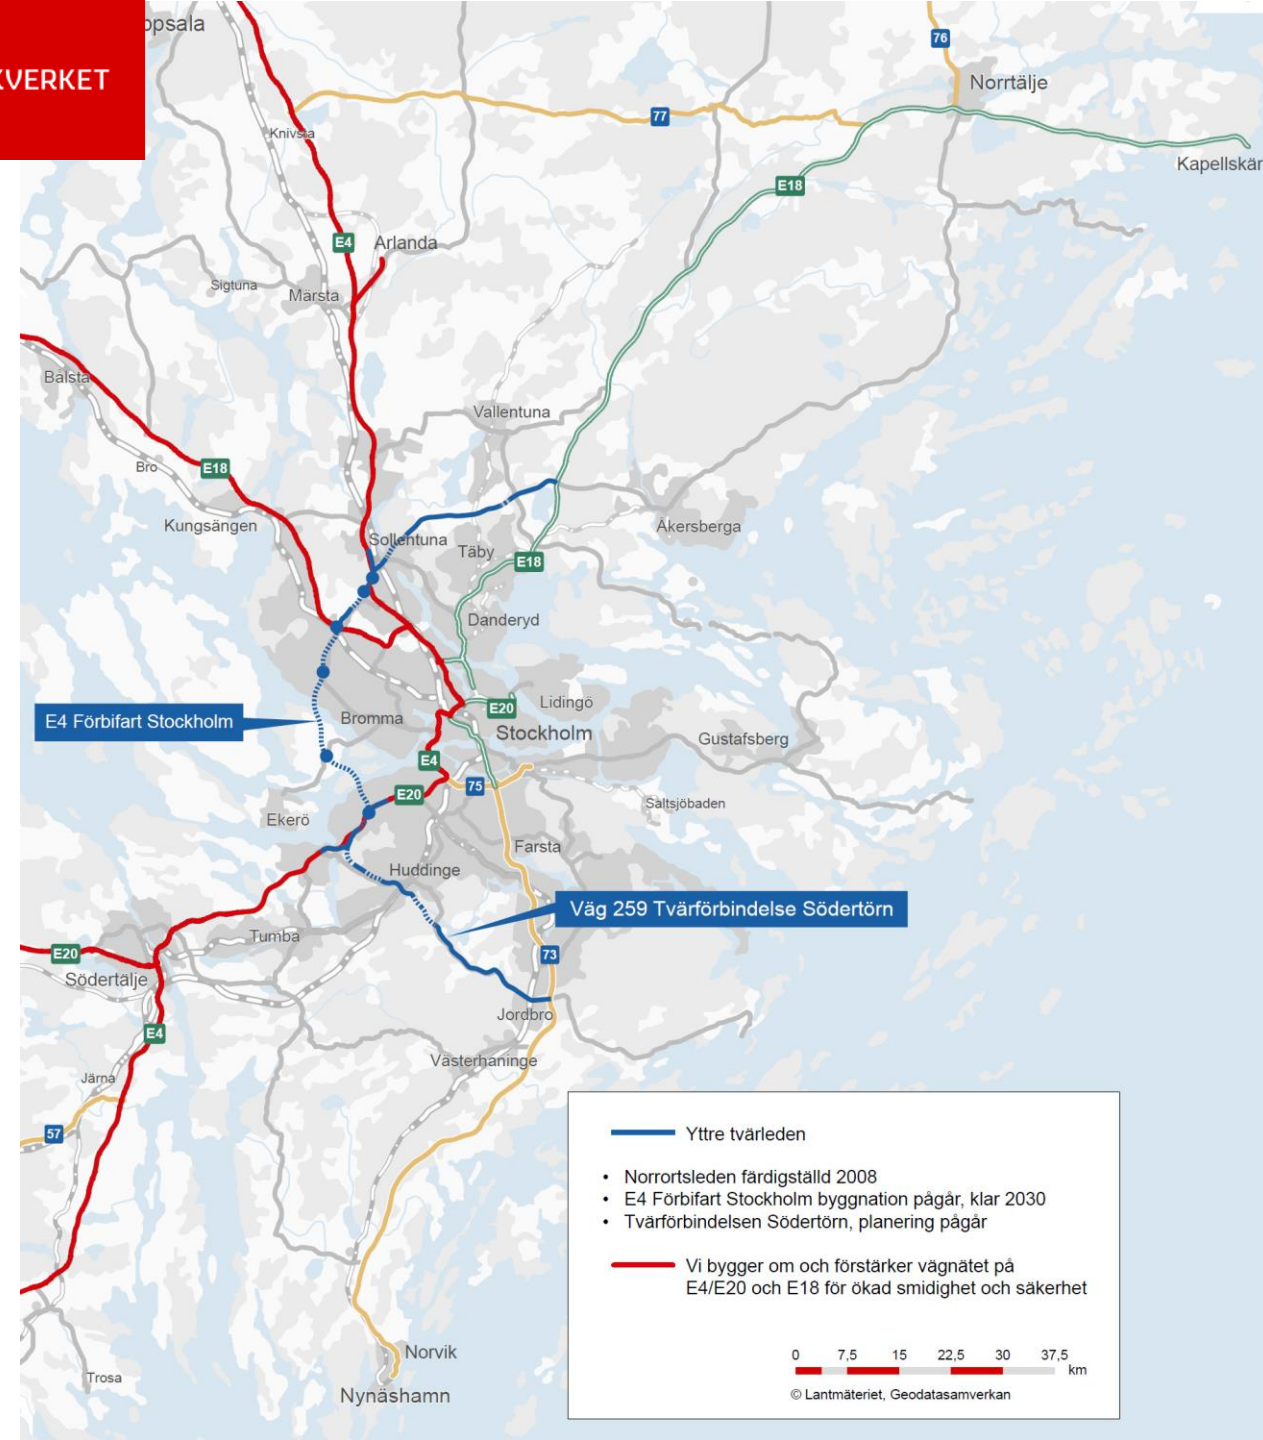 ppsala
KVERKET
76
Norrtälje
77
Knivsta
Kapellskär
E18
E4
Arlanda
Sigtuna
Märsta
Bålsta
Vallentuna
Bro
E18
Kungsängen
Åkersberga
Sollentuna
Täby
E18
Danderyd
E4 Förbifart Stockholm
Bromma
E20
Lidingö
Stockholm
Gustafsberg
E4
75
E20
Saltsjöbaden
Ekerö
Farsta
Huddinge
Väg 259 Tvärförbindelse Södertörn
Tumba
E20
73
Södertälje
Jordbro
E4
Västerhaninge
Järna
57
Yttre tvärleden
• Norrortsleden färdigställd 2008
• E4 Förbifart Stockholm byggnation pågår, klar 2030
• Tvärförbindelsen Södertörn, planering pågår
Vi bygger om och förstärker vägnätet på
E4/E20 och E18 för ökad smidighet och säkerhet
Norvik
Trosa
Nynäshamn
0 7,5 15 22,5 30 37,5
km
© Lantmäteriet, Geodatasamverkan